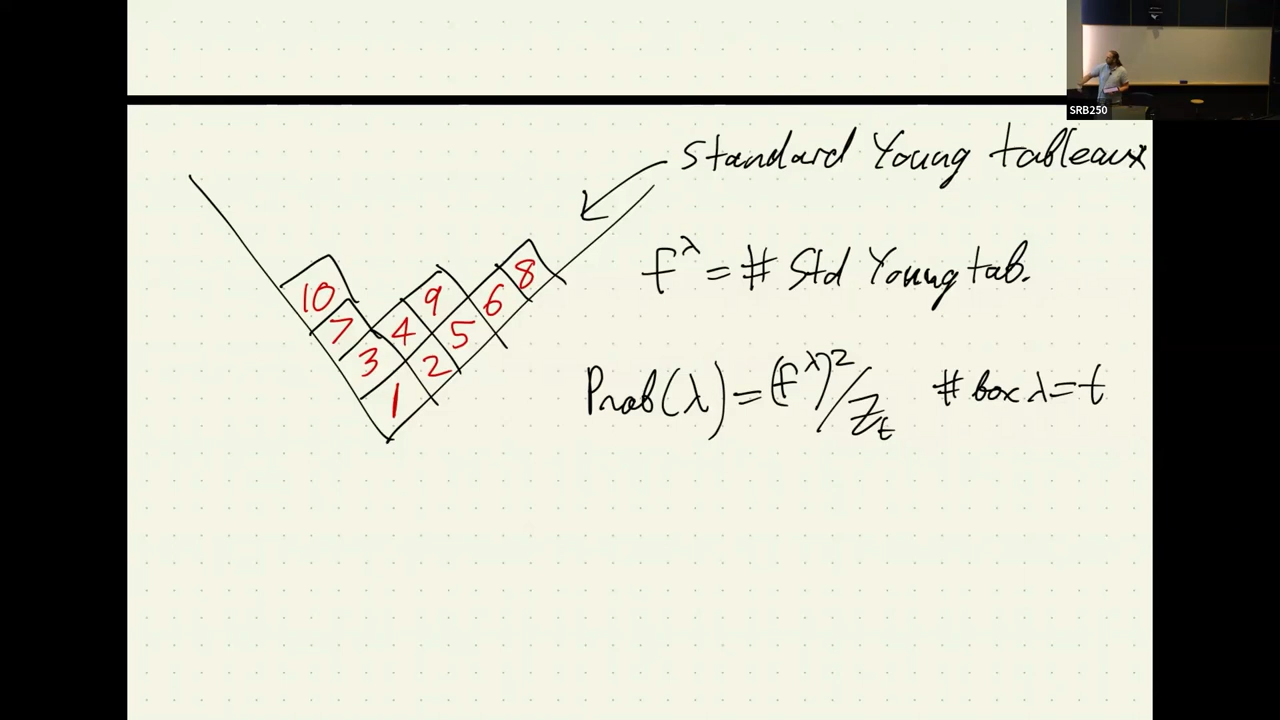 SRB250
Standard Young tableaux
f^λ = # Std Young tab.
Prob(λ) = (f^λ)²/Z_t   # box λ = t
10
9
8
7
4
5
6
3
2
1